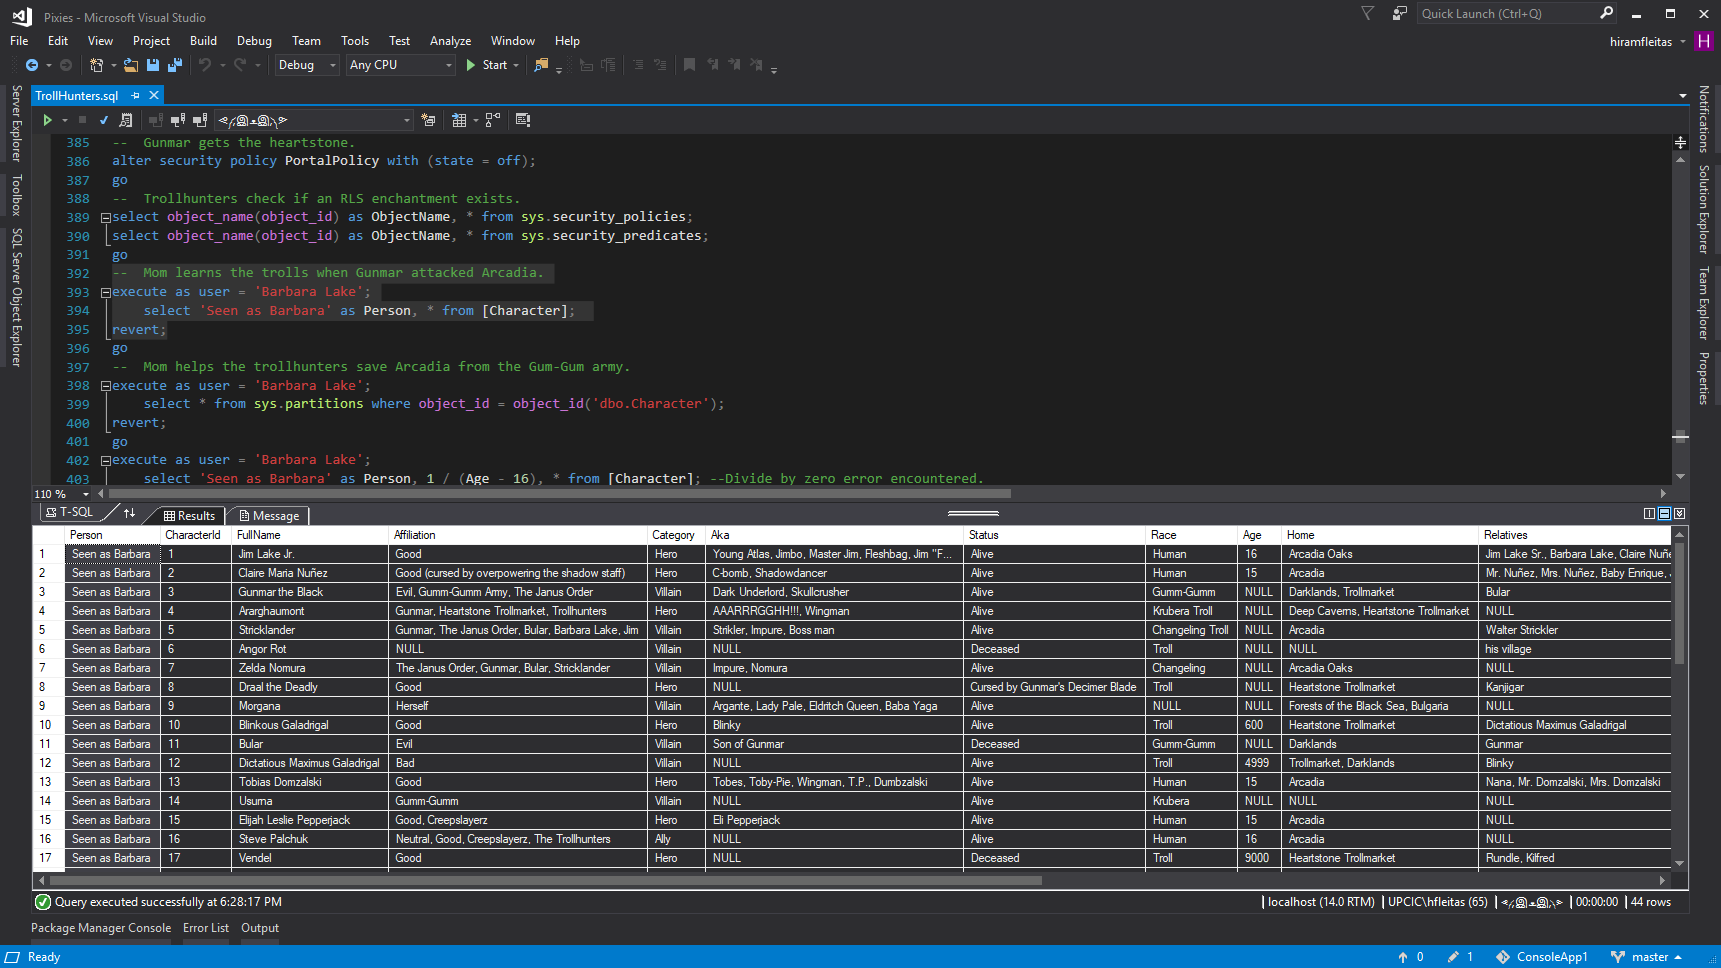 Pixies - Microsoft Visual Studio
Quick Launch (Ctrl+Q)
File Edit View Project Build Debug Team Tools Test Analyze Window Help
hiramfleitas H
Debug Any CPU Start
Server Explorer
Toolbox
SQL Server Object Explorer
Notifications
Solution Explorer
Team Explorer
Properties
TrollHunters.sql
385 -- Gunmar gets the heartstone.
386 alter security policy PortalPolicy with (state = off);
387 go
388 -- Trollhunters check if an RLS enchantment exists.
389 select object_name(object_id) as ObjectName, * from sys.security_policies;
390 select object_name(object_id) as ObjectName, * from sys.security_predicates;
391 go
392 -- Mom learns the trolls when Gunmar attacked Arcadia.
393 execute as user = 'Barbara Lake';
394 select 'Seen as Barbara' as Person, * from [Character];
395 revert;
396 go
397 -- Mom helps the trollhunters save Arcadia from the Gum-Gum army.
398 execute as user = 'Barbara Lake';
399 select * from sys.partitions where object_id = object_id('dbo.Character');
400 revert;
401 go
402 execute as user = 'Barbara Lake';
403 select 'Seen as Barbara' as Person, 1 / (Age - 16), * from [Character]; --Divide by zero error encountered.
110 %
T-SQL Results Message
Person CharacterId FullName Affiliation Category Aka Status Race Age Home Relatives
1 Seen as Barbara 1 Jim Lake Jr. Good Hero Young Atlas, Jimbo, Master Jim, Fleshbag, Jim "F... Alive Human 16 Arcadia Oaks Jim Lake Sr., Barbara Lake, Claire Nuñe
2 Seen as Barbara 2 Claire Maria Nuñez Good (cursed by overpowering the shadow staff) Hero C-bomb, Shadowdancer Alive Human 15 Arcadia Mr. Nuñez, Mrs. Nuñez, Baby Enrique,
3 Seen as Barbara 3 Gunmar the Black Evil, Gumm-Gumm Army, The Janus Order Villain Dark Underlord, Skullcrusher Alive Gumm-Gumm NULL Darklands, Trollmarket Bular
4 Seen as Barbara 4 Ararghaumont Gunmar, Heartstone Trollmarket, Trollhunters Hero AAARRRGGHH!!!, Wingman Alive Krubera Troll NULL Deep Caverns, Heartstone Trollmarket NULL
5 Seen as Barbara 5 Stricklander Gunmar, The Janus Order, Bular, Barbara Lake, Jim Villain Strikler, Impure, Boss man Alive Changeling Troll NULL Arcadia Walter Strickler
6 Seen as Barbara 6 Angor Rot NULL Villain NULL Deceased Troll NULL NULL his village
7 Seen as Barbara 7 Zelda Nomura The Janus Order, Gunmar, Bular, Stricklander Villain Impure, Nomura Alive Changeling NULL Arcadia Oaks NULL
8 Seen as Barbara 8 Draal the Deadly Good Hero NULL Cursed by Gunmar's Decimer Blade Troll NULL Heartstone Trollmarket Kanjigar
9 Seen as Barbara 9 Morgana Herself Villain Argante, Lady Pale, Eldritch Queen, Baba Yaga Alive NULL NULL Forests of the Black Sea, Bulgaria NULL
10 Seen as Barbara 10 Blinkous Galadrigal Good Hero Blinky Alive Troll 600 Heartstone Trollmarket Dictatious Maximus Galadrigal
11 Seen as Barbara 11 Bular Evil Villain Son of Gunmar Deceased Gumm-Gumm NULL Darklands Gunmar
12 Seen as Barbara 12 Dictatious Maximus Galadrigal Bad Villain NULL Alive Troll 4999 Trollmarket, Darklands Blinky
13 Seen as Barbara 13 Tobias Domzalski Good Hero Tobes, Toby-Pie, Wingman, T.P., Dumbzalski Alive Human 15 Arcadia Nana, Mr. Domzalski, Mrs. Domzalski
14 Seen as Barbara 14 Usurna Gumm-Gumm Villain NULL Alive Krubera NULL NULL NULL
15 Seen as Barbara 15 Elijah Leslie Pepperjack Good, Creepslayerz Hero Eli Pepperjack Alive Human 15 Arcadia NULL
16 Seen as Barbara 16 Steve Palchuk Neutral, Good, Creepslayerz, The Trollhunters Ally NULL Alive Human 16 Arcadia NULL
17 Seen as Barbara 17 Vendel Good Hero NULL Deceased Troll 9000 Heartstone Trollmarket Rundle, Kilfred
Query executed successfully at 6:28:17 PM
localhost (14.0 RTM) UPCIC\hfleitas (65) 00:00:00 44 rows
Package Manager Console Error List Output
Ready 0 1 ConsoleApp1 master